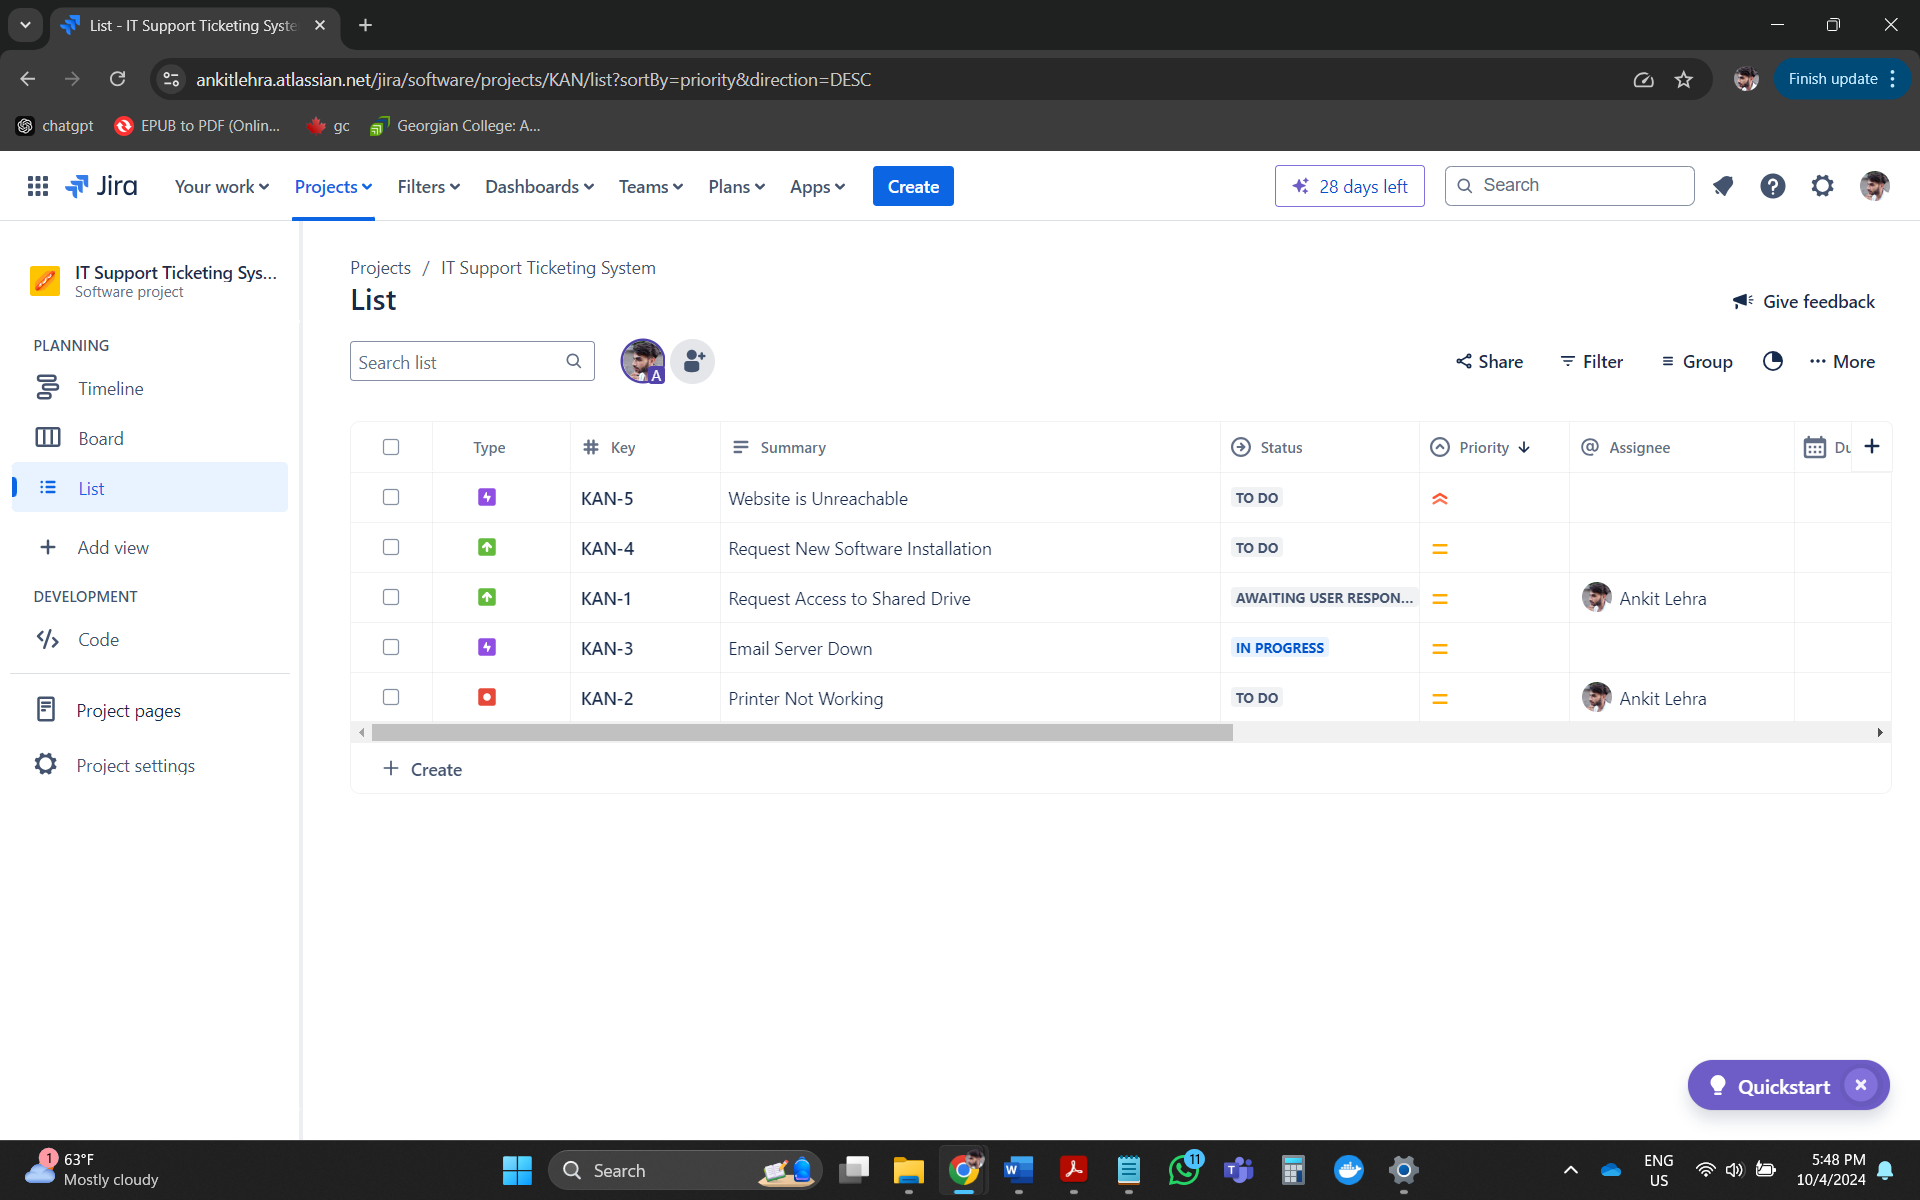 List - IT Support Ticketing Syste
ankitlehra.atlassian.net/jira/software/projects/KAN/list?sortBy=priority&direction=DESC
Finish update
chatgpt
EPUB to PDF (Onlin...
gc
Georgian College: A...
Jira
Your work
Projects
Filters
Dashboards
Teams
Plans
Apps
Create
28 days left
Search
IT Support Ticketing Sys...
Software project
PLANNING
Timeline
Board
List
Add view
DEVELOPMENT
Code
Project pages
Project settings
Projects / IT Support Ticketing System
List
Give feedback
Search list
A
Share
Filter
Group
More
Type Key Summary Status Priority Assignee Du
KAN-5 Website is Unreachable TO DO
KAN-4 Request New Software Installation TO DO
KAN-1 Request Access to Shared Drive AWAITING USER RESPON... Ankit Lehra
KAN-3 Email Server Down IN PROGRESS
KAN-2 Printer Not Working TO DO Ankit Lehra
Create
Quickstart
1
63°F
Mostly cloudy
Search
11
ENG
US
5:48 PM
10/4/2024